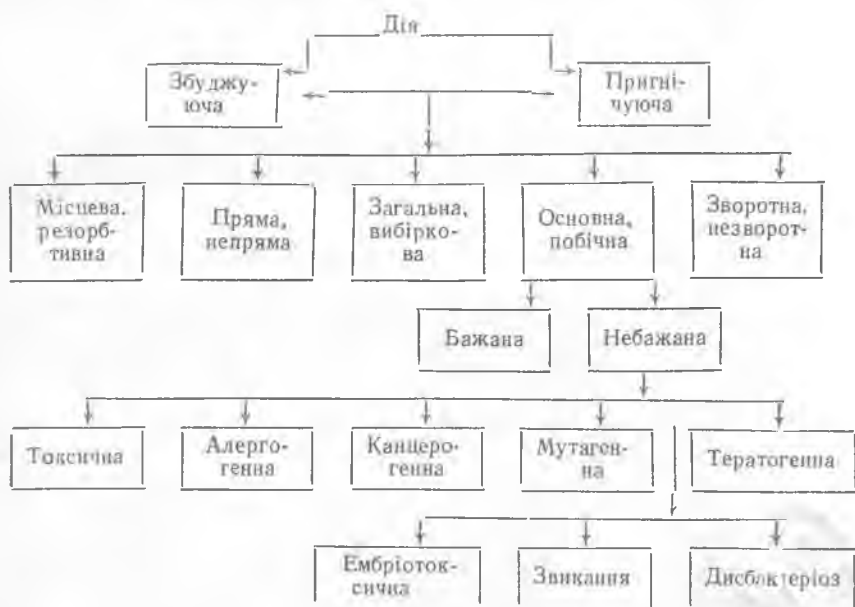 Дія
Збуджу-
юча
Пригні-
чуюча
Місцева,
резорб-
тивна
Пряма,
непряма
Загальна,
вибірко-
ва
Основна,
побічна
Зворотна,
незворот-
на
Бажана
Небажана
Токсична
Алерго-
генна
Канцеро-
генна
Мутаген-
на
Тератогенна
Ембріоток-
сична
Звикання
Дисбактеріоз